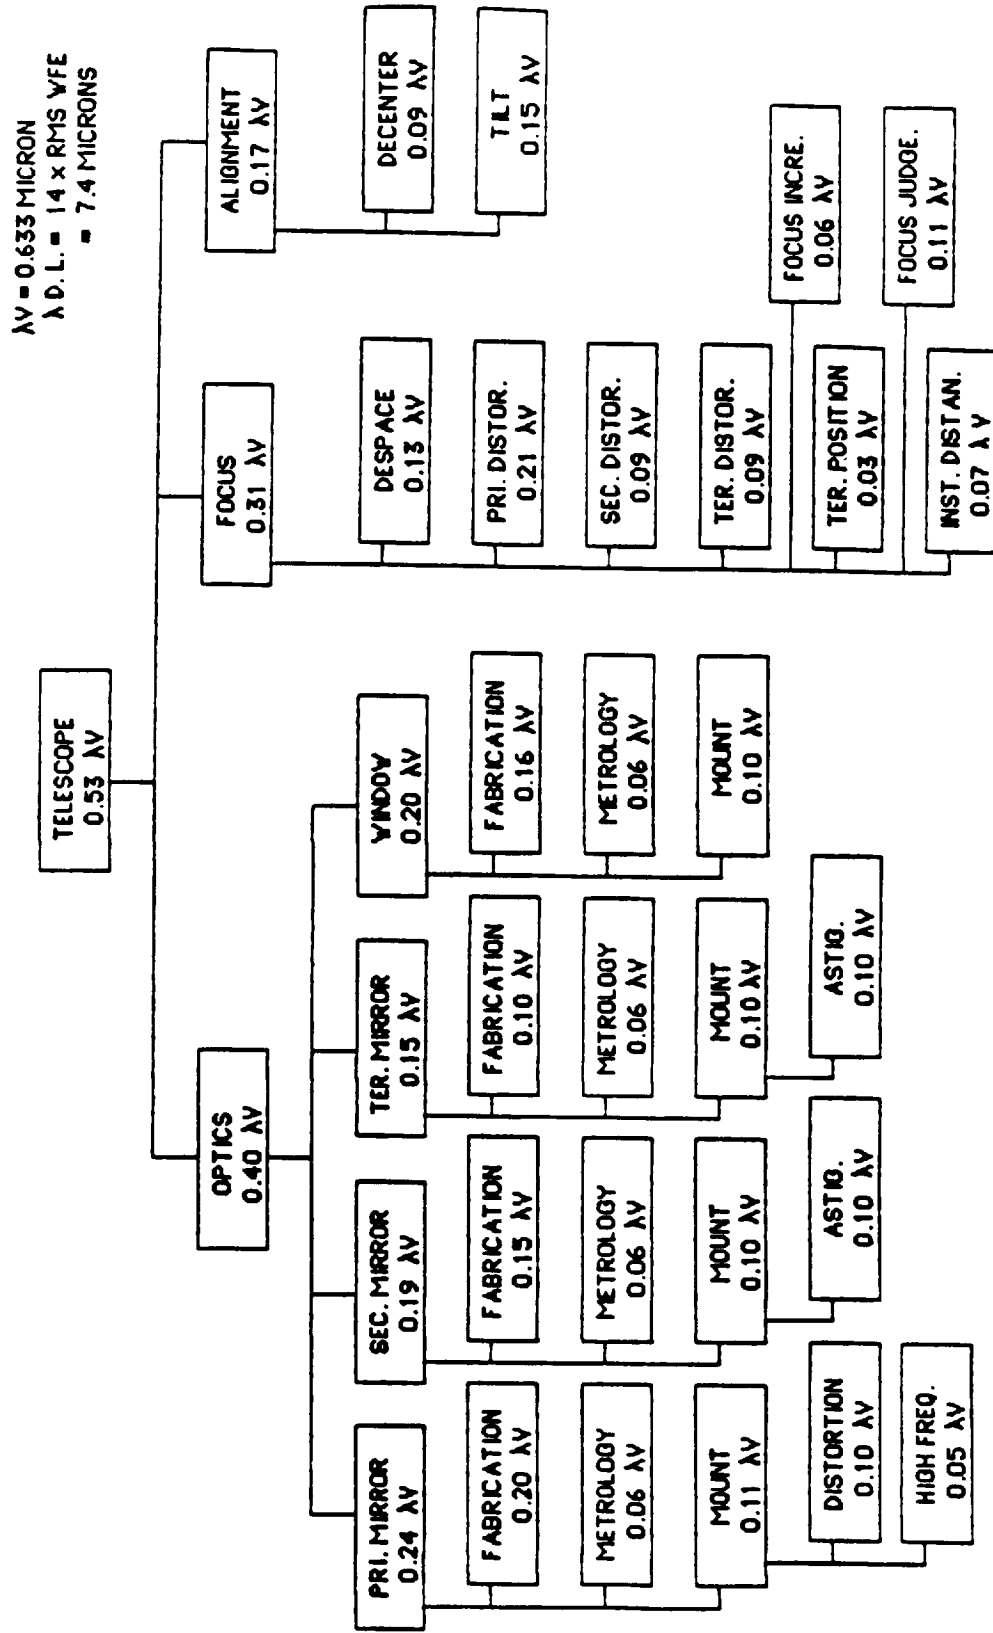 λV = 0.633 MICRON
λ D.L. = 14 x RMS WFE
= 7.4 MICRONS
TELESCOPE
0.53 λV
OPTICS
0.40 λV
FOCUS
0.31 λV
ALIGNMENT
0.17 λV
PRI. MIRROR
0.24 λV
FABRICATION
0.20 λV
METROLOGY
0.06 λV
MOUNT
0.11 λV
DISTORTION
0.10 λV
HIGH FREQ.
0.05 λV
SEC. MIRROR
0.19 λV
FABRICATION
0.15 λV
METROLOGY
0.06 λV
MOUNT
0.10 λV
ASTIG.
0.10 λV
TER. MIRROR
0.15 λV
FABRICATION
0.10 λV
METROLOGY
0.06 λV
MOUNT
0.10 λV
ASTIG.
0.10 λV
WINDOW
0.20 λV
FABRICATION
0.16 λV
METROLOGY
0.06 λV
MOUNT
0.10 λV
DESPACE
0.13 λV
PRI. DISTOR.
0.21 λV
SEC. DISTOR.
0.09 λV
TER. DISTOR.
0.09 λV
FOCUS INCRE.
0.06 λV
TER. POSITION
0.03 λV
FOCUS JUDGE.
0.11 λV
INST. DISTAN.
0.07 λV
DECENTER
0.09 λV
TILT
0.15 λV